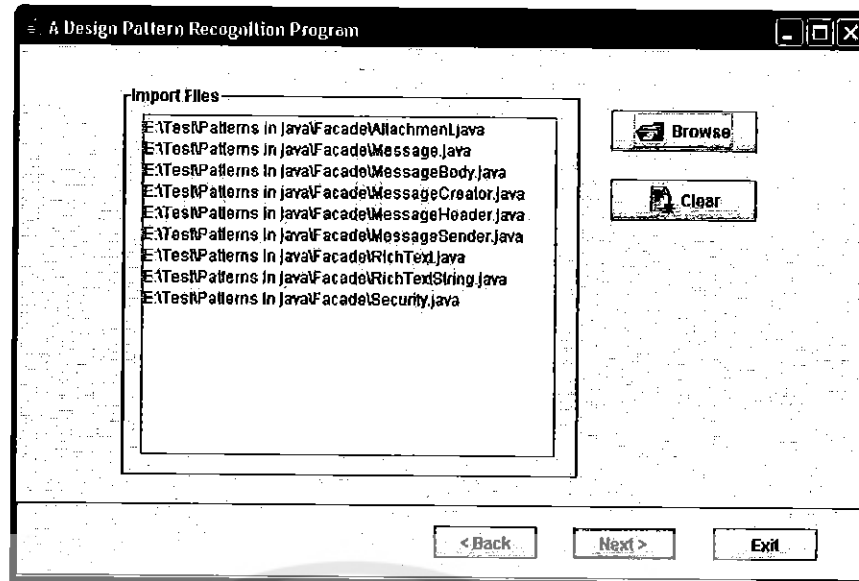 A Design Pattern Recognition Program
Import Files
E:\Test\Patterns in java\Facade\Attachment.java
E:\Test\Patterns in java\Facade\Message.java
E:\Test\Patterns in java\Facade\MessageBody.java
E:\Test\Patterns in java\Facade\MessageCreator.java
E:\Test\Patterns in java\Facade\MessageHeader.java
E:\Test\Patterns in java\Facade\MessageSender.java
E:\Test\Patterns in java\Facade\RichText.java
E:\Test\Patterns in java\Facade\RichTextString.java
E:\Test\Patterns in java\Facade\Security.java
Browse
Clear
< Back
Next >
Exit